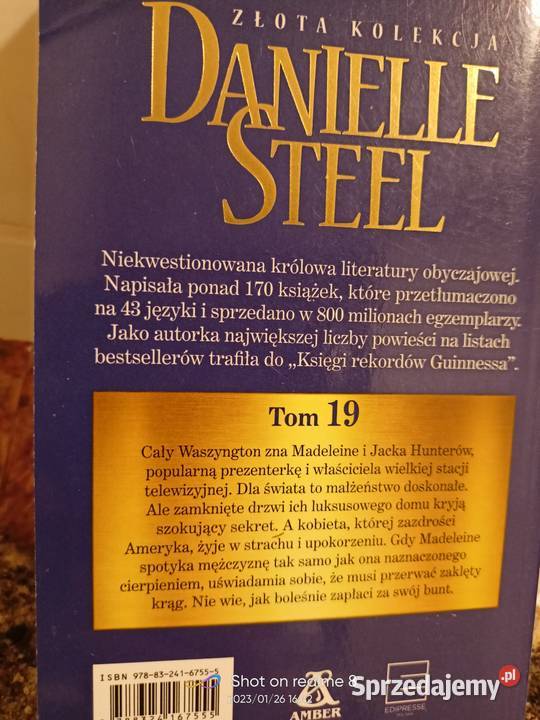 ZŁOTA KOLEKCJA
DANIELLE
STEEL
Niekwestionowana królowa literatury obyczajowej.
Napisała ponad 170 książek, które przetłumaczono
na 43 języki i sprzedano w 800 milionach egzemplarzy.
Jako autorka największej liczby powieści na listach
bestsellerów trafiła do „Księgi rekordów Guinnessa”.
Tom 19
Cały Waszyngton zna Madeleine i Jacka Hunterów,
popularną prezenterkę i właściciela wielkiej stacji
telewizyjnej. Dla świata to małżeństwo doskonałe.
Ale zamknięte drzwi ich luksusowego domu kryją
szokujący sekret. A kobieta, której zazdrości
Ameryka, żyje w strachu i upokorzeniu. Gdy Madeleine
spotyka mężczyznę tak samo jak ona naznaczonego
cierpieniem, uświadamia sobie, że musi przerwać zaklęty
krąg. Nie wie, jak boleśnie zapłaci za swój bunt.
ISBN 978-83-241-6755-5
Shot on realme 8
AMBER
EDIPRESSE
Sprzedajemy.pl